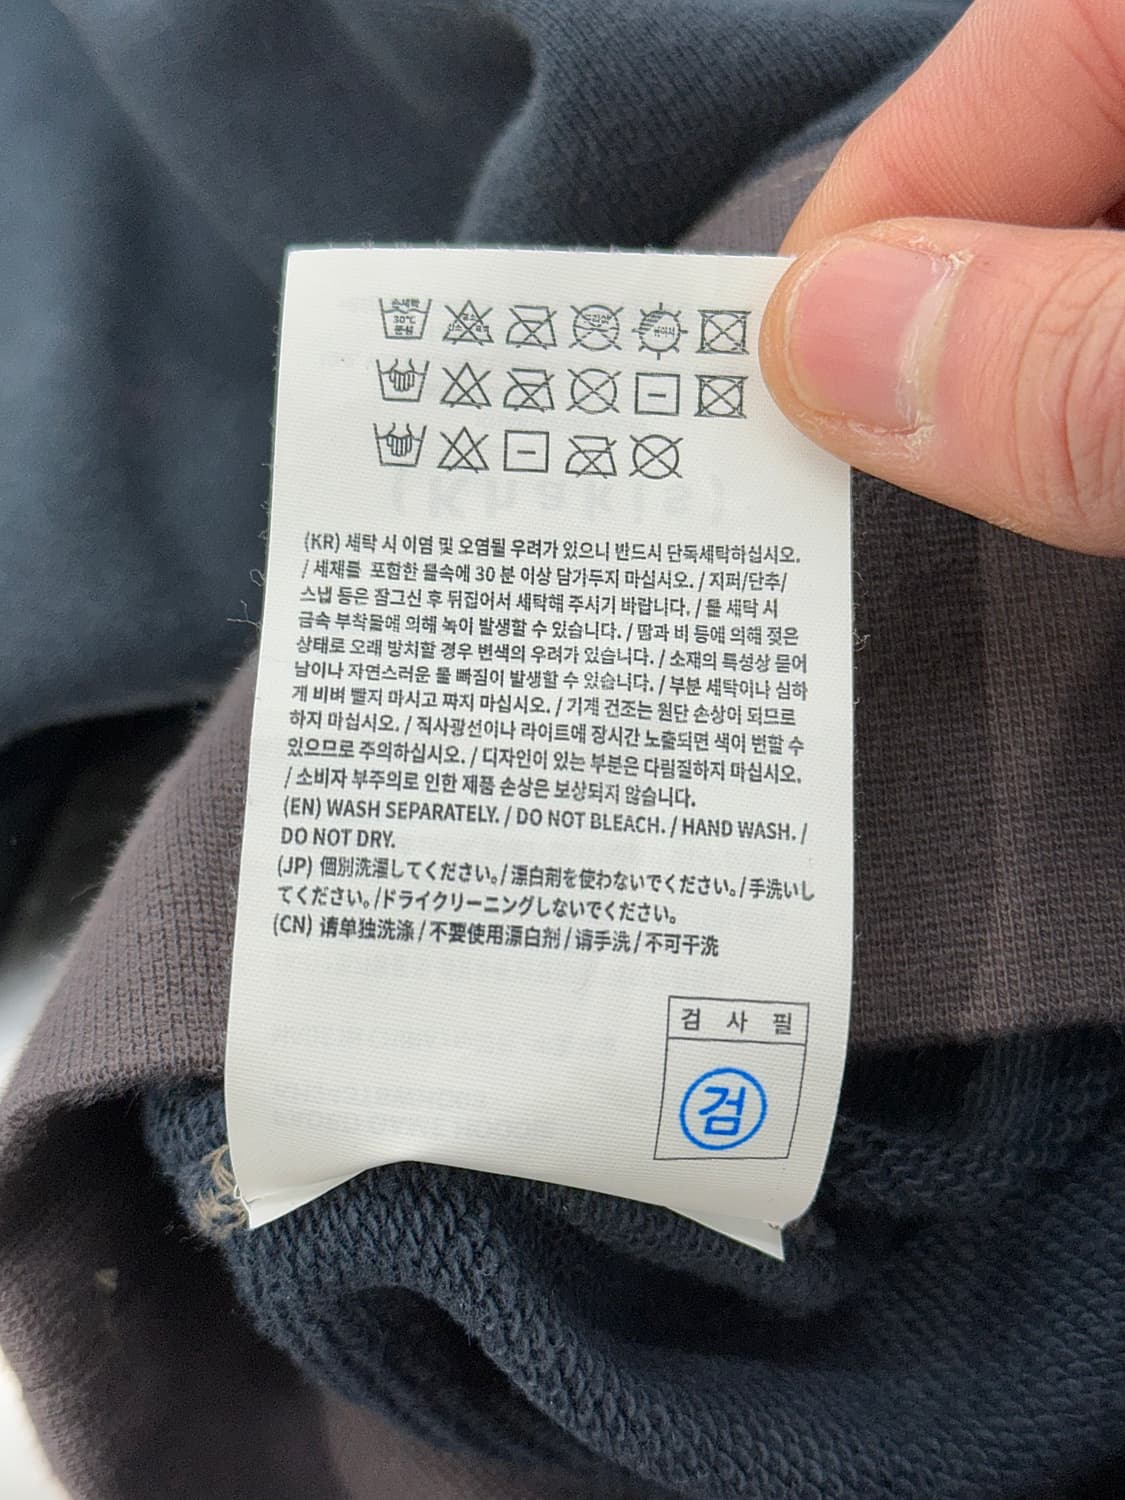 30℃
(KR) 세탁 시 이염 및 오염될 우려가 있으니 반드시 단독세탁하십시오.
/ 세제를 포함한 물속에 30 분 이상 담기두지 마십시오. / 지퍼/단추/
스냅 등은 잠그신 후 뒤집어서 세탁해 주시기 바랍니다. / 물 세탁 시
금속 부착물에 의해 녹이 발생할 수 있습니다. / 땀과 비 등에 의해 젖은
상태로 오래 방치할 경우 변색의 우려가 있습니다. / 소재의 특성상 묻어
남이나 자연스러운 물 빠짐이 발생할 수 있습니다. / 부분 세탁이나 심하
게 비벼 빨지 마시고 짜지 마십시오. / 기계 건조는 원단 손상이 되므로
하지 마십시오. / 직사광선이나 라이트에 장시간 노출되면 색이 변할 수
있으므로 주의하십시오. / 디자인이 있는 부분은 다림질하지 마십시오.
/ 소비자 부주의로 인한 제품 손상은 보상되지 않습니다.
(EN) WASH SEPARATELY. / DO NOT BLEACH. / HAND WASH. /
DO NOT DRY.
(JP) 個別洗濯してください。/ 漂白剤を使わないでください。/ 手洗いし
てください。/ドライクリーニングしないでください。
(CN) 请单独洗涤 / 不要使用漂白剂 / 请手洗 / 不可干洗
검 사 필
검